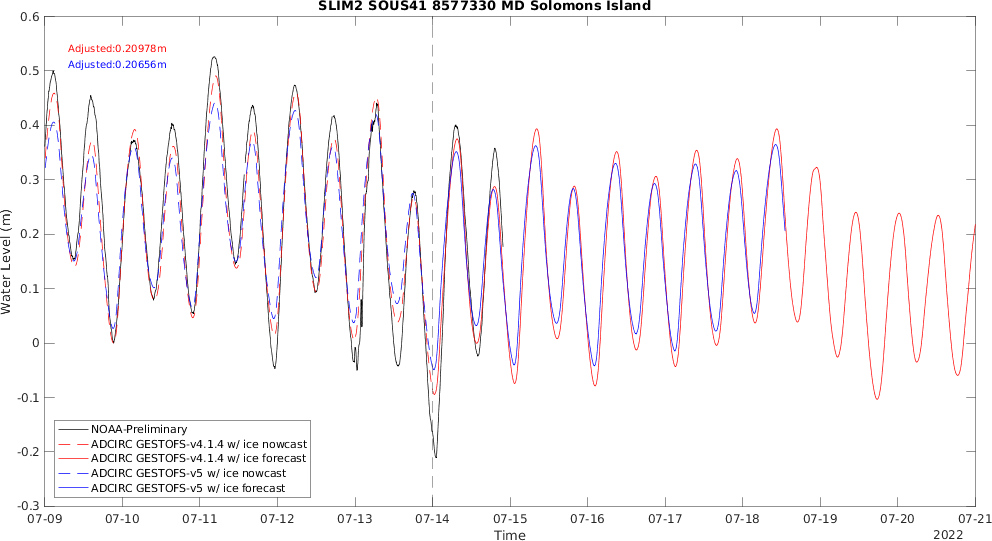 SLIM2 SOUS41 8577330 MD Solomons Island
Adjusted:0.20978m
Adjusted:0.20656m
Water Level (m)
0.6
0.5
0.4
0.3
0.2
0.1
0
-0.1
-0.2
-0.3
NOAA-Preliminary
ADCIRC GESTOFS-v4.1.4 w/ ice nowcast
ADCIRC GESTOFS-v4.1.4 w/ ice forecast
ADCIRC GESTOFS-v5 w/ ice nowcast
ADCIRC GESTOFS-v5 w/ ice forecast
07-09 07-10 07-11 07-12 07-13 07-14 07-15 07-16 07-17 07-18 07-19 07-20 07-21
Time
2022